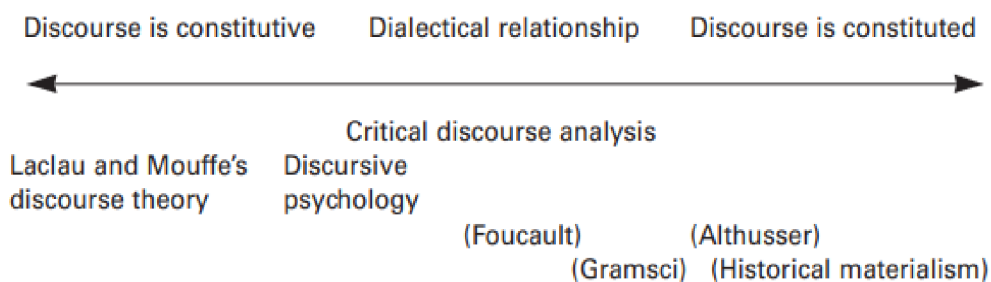 Discourse is constitutive Dialectical relationship Discourse is constituted
Critical discourse analysis
Laclau and Mouffe's Discursive
discourse theory psychology
(Foucault) (Althusser)
(Gramsci) (Historical materialism)